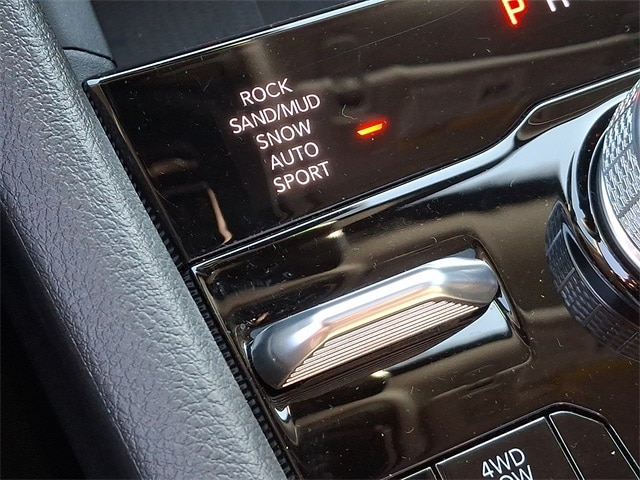 P
ROCK
SAND/MUD
SNOW
AUTO
SPORT
4WD